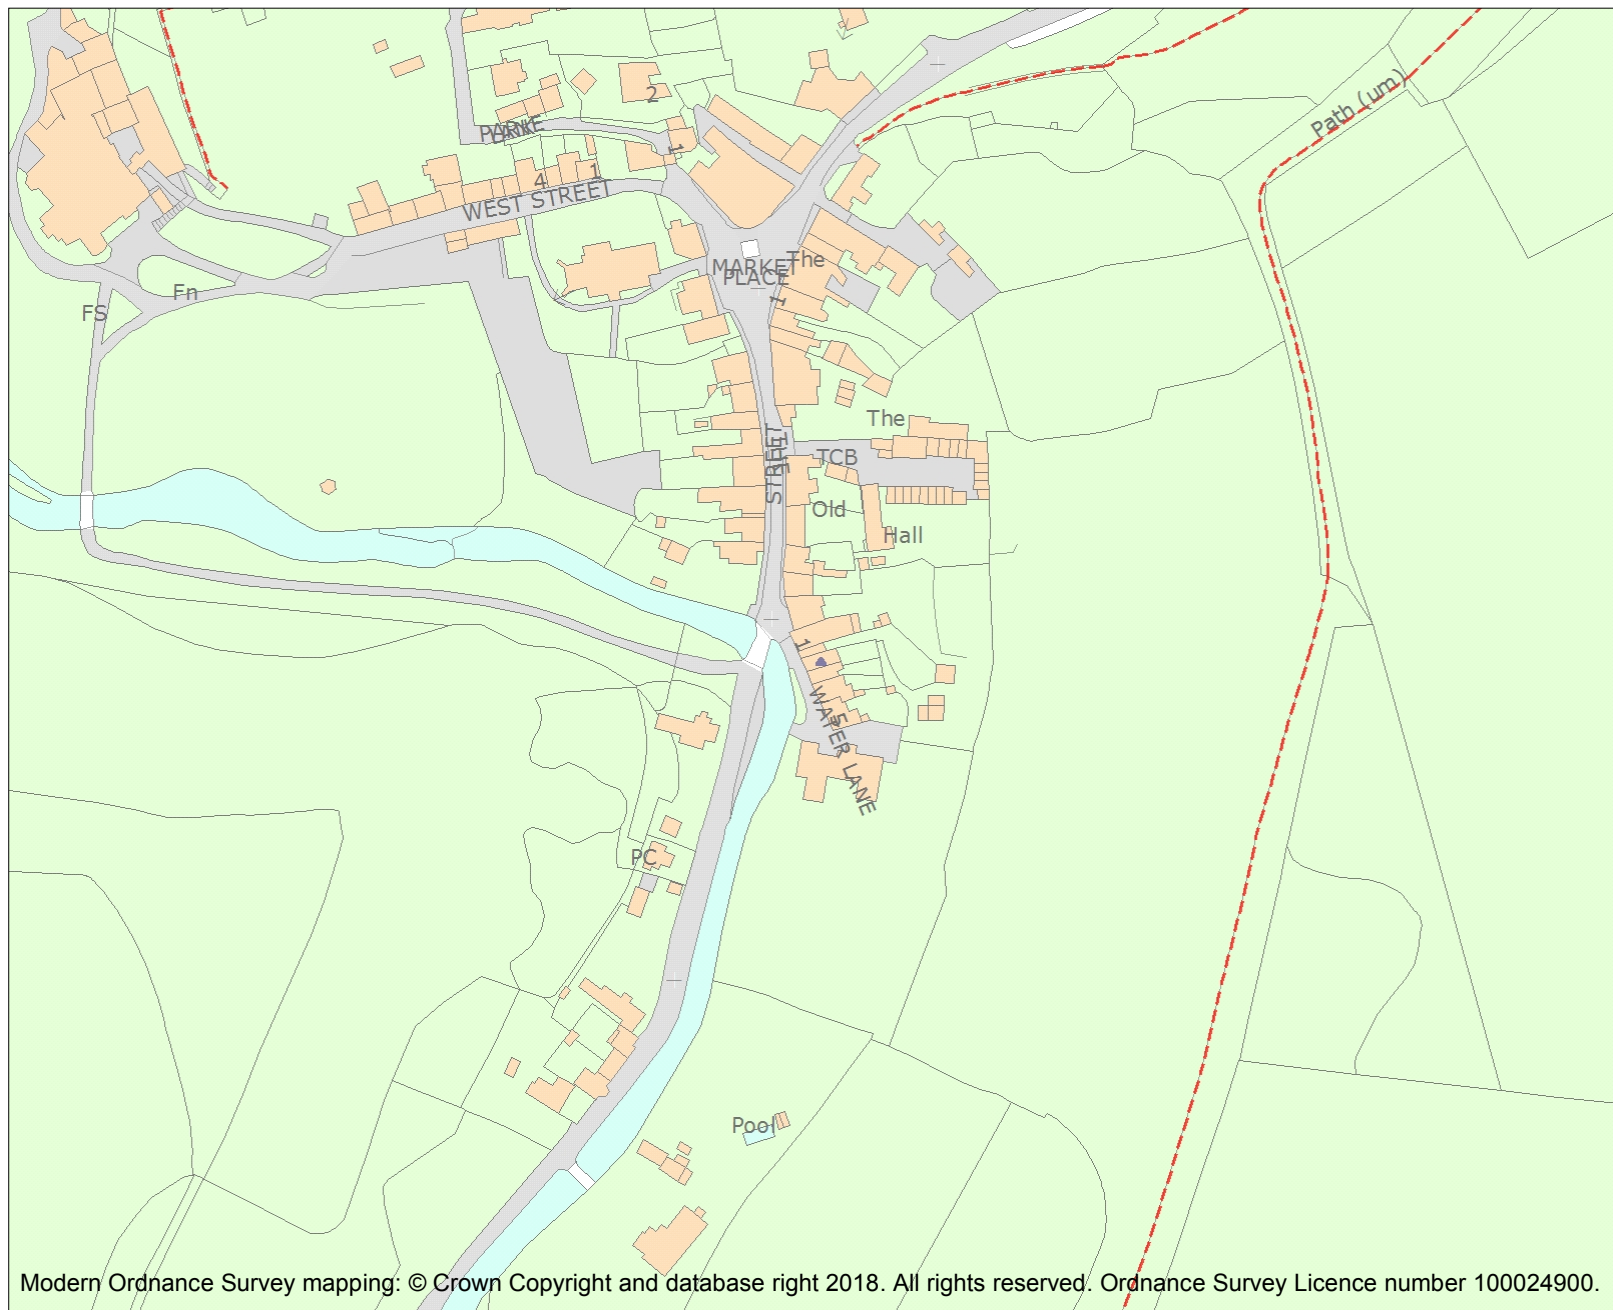 2
Path (um)
PARKE
LANE
1
4
1
WEST STREET
MARKET
PLACE
The
1
Fn
FS
The
STREET
THE
TCB
Old
Hall
1
WATER LANE
5
PC
Pool
Modern Ordnance Survey mapping: © Crown Copyright and database right 2018. All rights reserved. Ordnance Survey Licence number 100024900.